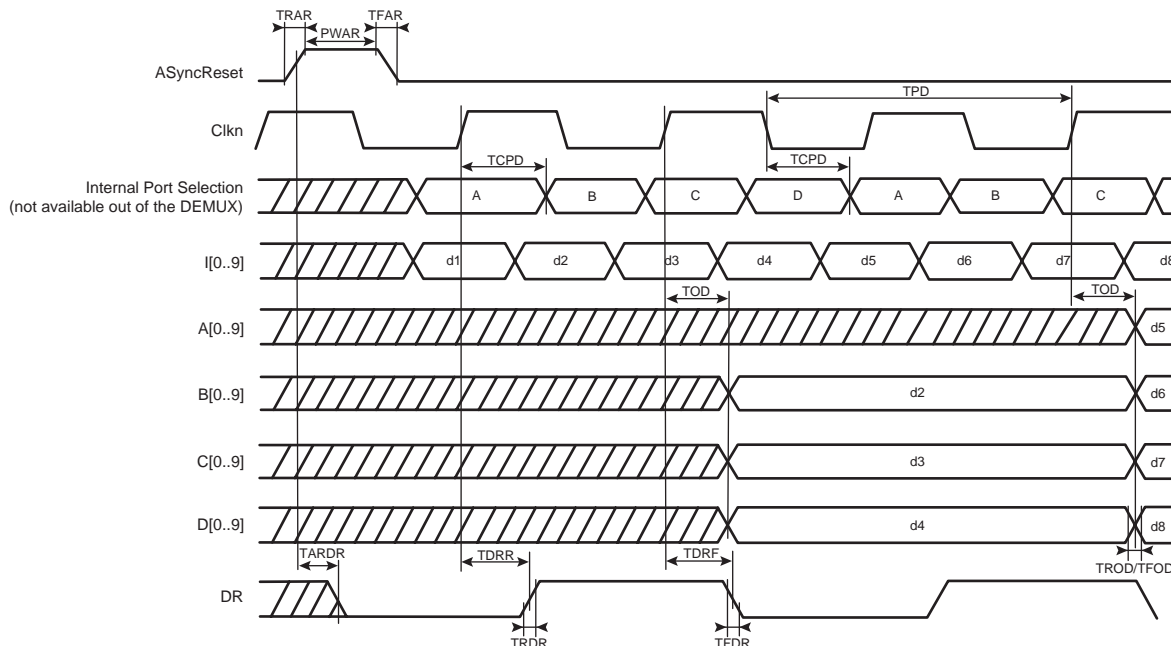 TRAR TFAR
PWAR
ASyncReset
TPD
Clkn
TCPD TCPD
Internal Port Selection
(not available out of the DEMUX)
A B C D A B C
I[0..9] d1 d2 d3 d4 d5 d6 d7 d8
TOD TOD
A[0..9] d5
B[0..9] d2 d6
C[0..9] d3 d7
D[0..9] d4 d8
TARDR TDRR TDRF TROD/TFOD
DR
TRDR TFDR